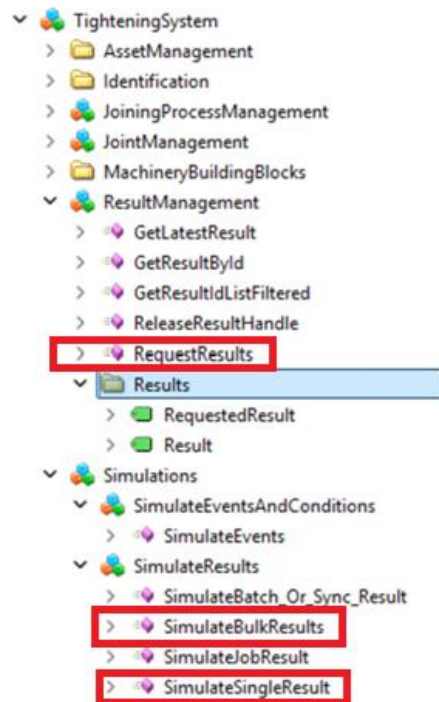 TighteningSystem
AssetManagement
Identification
JoiningProcessManagement
JointManagement
MachineryBuildingBlocks
ResultManagement
GetLatestResult
GetResultById
GetResultIdListFiltered
ReleaseResultHandle
RequestResults
Results
RequestedResult
Result
Simulations
SimulateEventsAndConditions
SimulateEvents
SimulateResults
SimulateBatch_Or_Sync_Result
SimulateBulkResults
SimulateJobResult
SimulateSingleResult